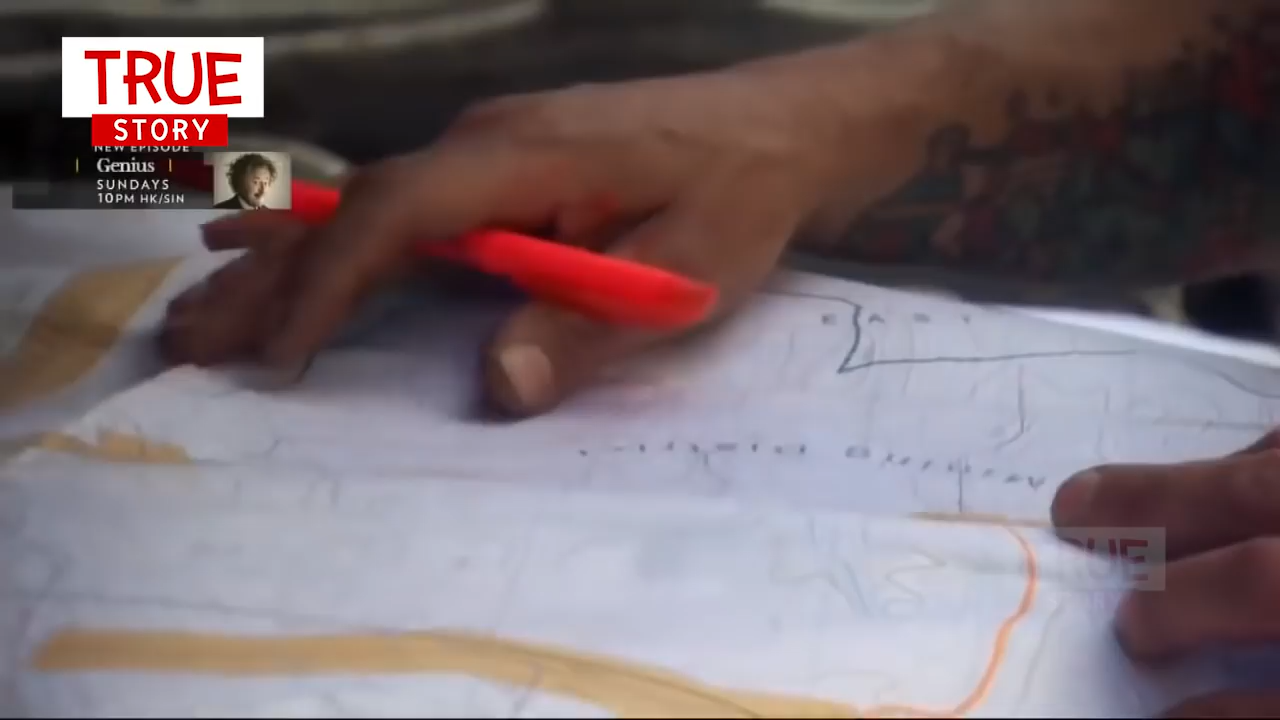 TRUE
STORY
NEW EPISODE
Genius
SUNDAYS
10PM HK/SIN
EAST